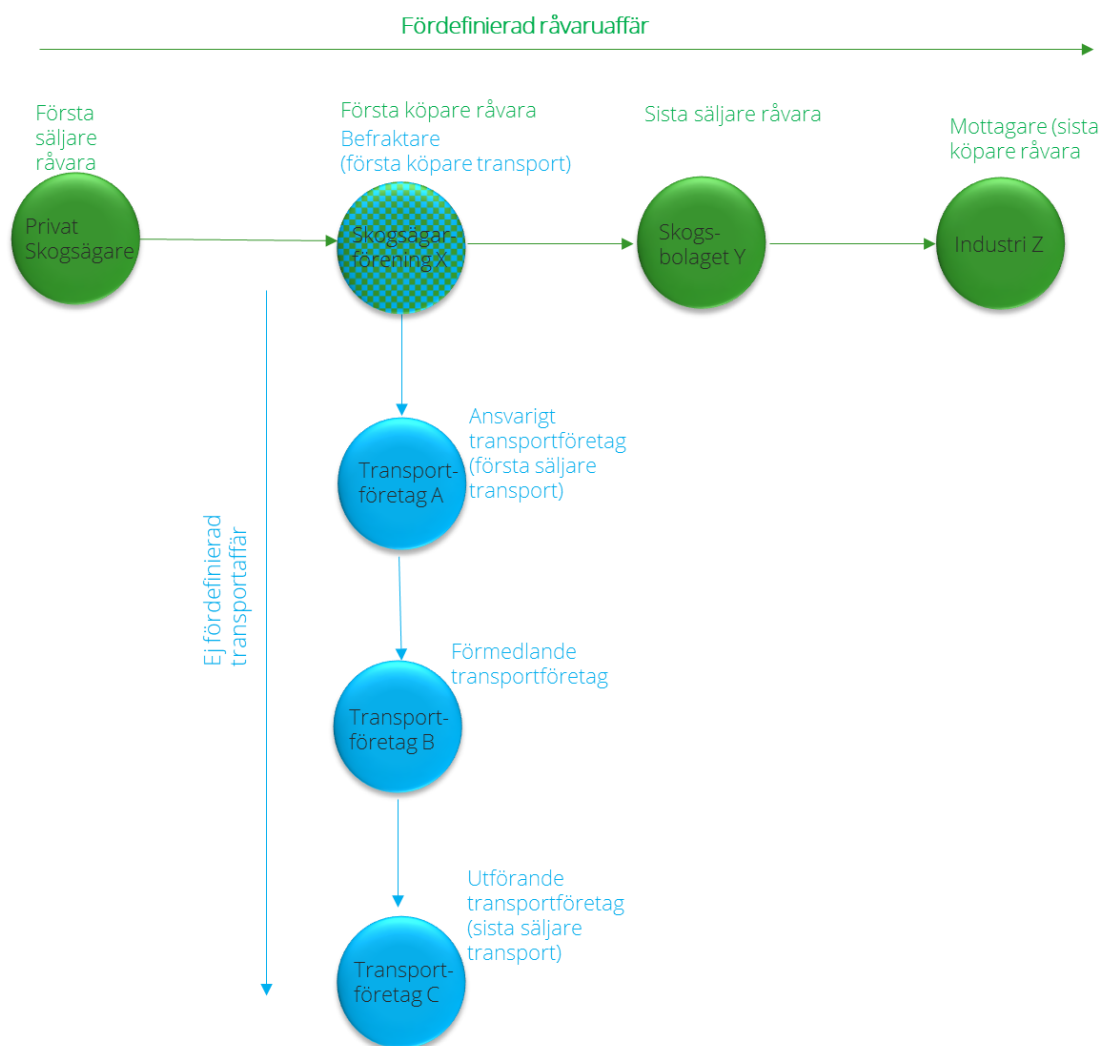 Fördefinierad råvaruaffär
Första
säljare
råvara
Första köpare råvara
Befraktare
(första köpare transport)
Sista säljare råvara
Mottagare (sista
köpare råvara
Privat
Skogsägare
Skogsägar-
förening X
Skogs-
bolaget Y
Industri Z
Ej fördefinierad
transportaffär
Ansvarigt
transportföretag
(första säljare
transport)
Transport-
företag A
Förmedlande
transportföretag
Transport-
företag B
Utförande
transportföretag
(sista säljare
transport)
Transport-
företag C